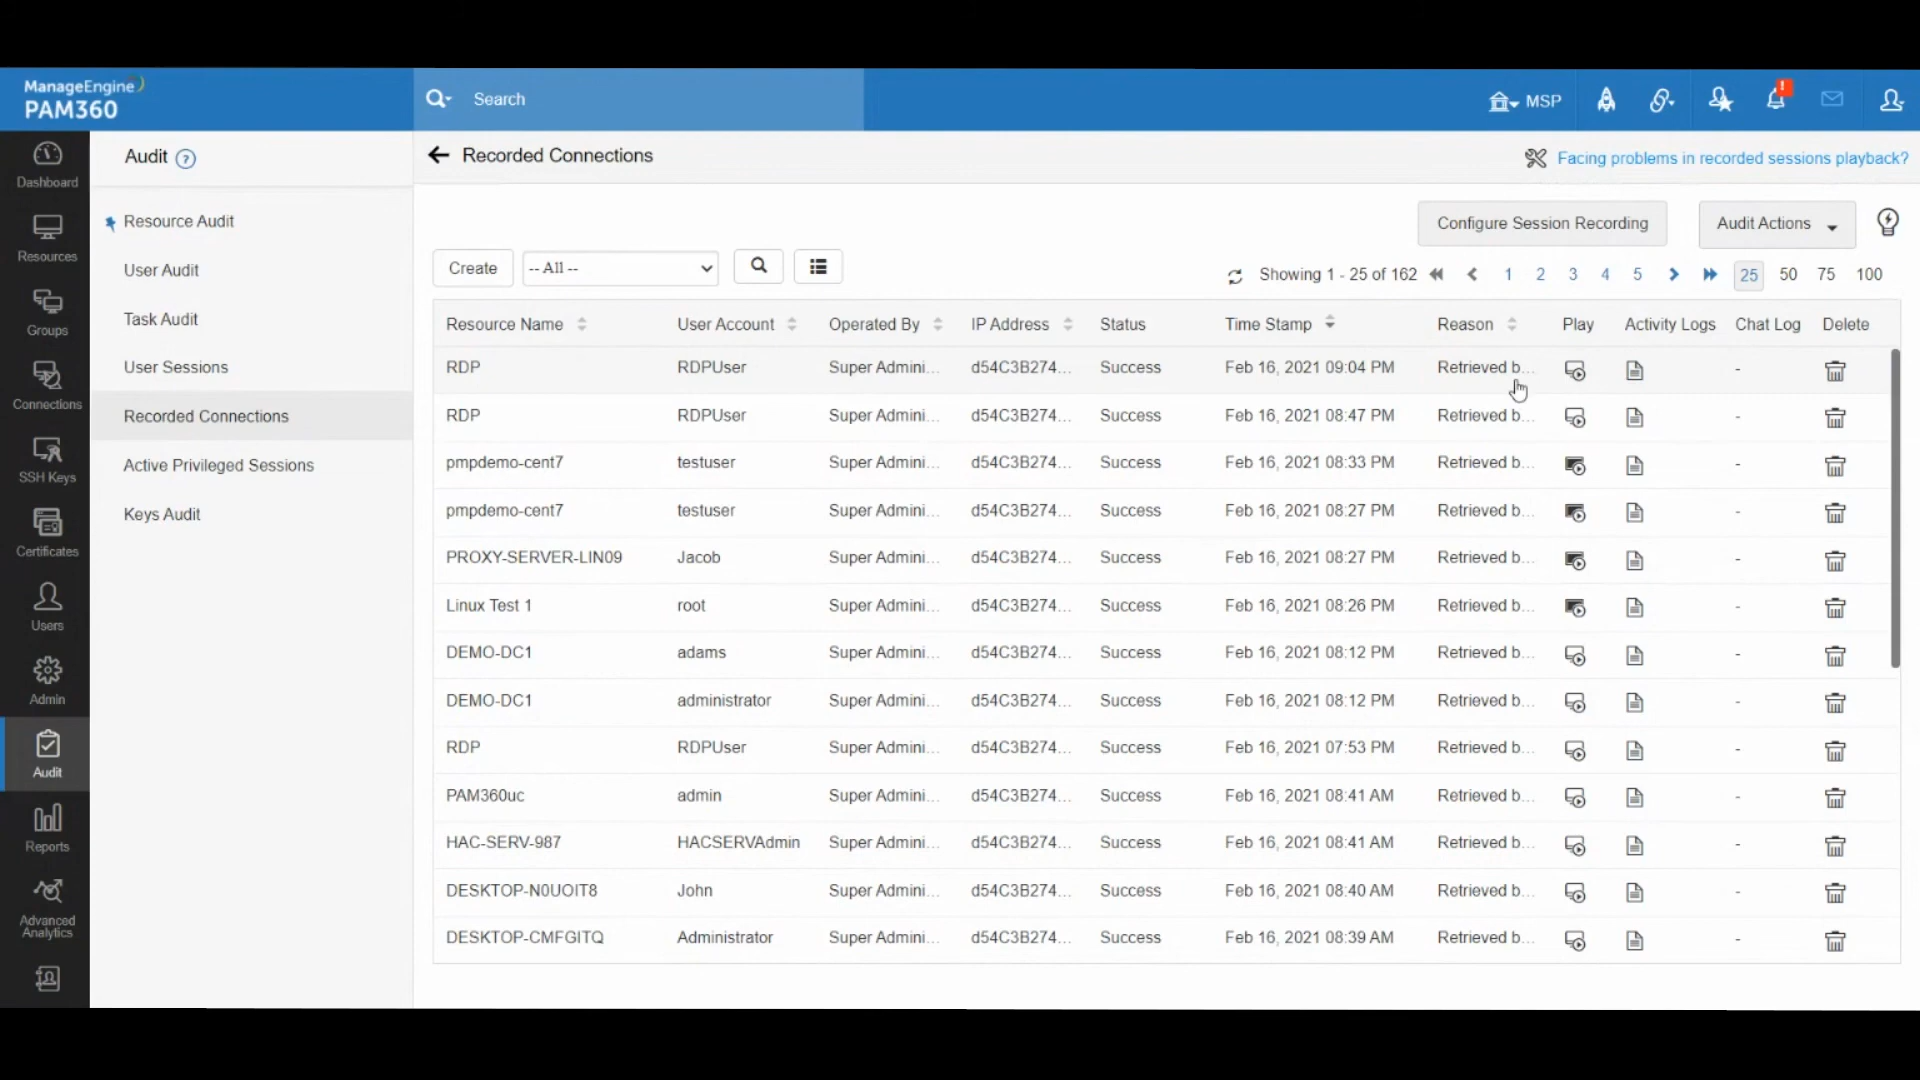 ManageEngine
PAM360
Search
MSP
!
Dashboard
Resources
Groups
Connections
SSH Keys
Certificates
Users
Admin
Audit
Reports
Advanced
Analytics
Audit ?
Resource Audit
User Audit
Task Audit
User Sessions
Recorded Connections
Active Privileged Sessions
Keys Audit
Recorded Connections
Facing problems in recorded sessions playback?
Configure Session Recording Audit Actions
Create -- All -- Showing 1 - 25 of 162 1 2 3 4 5 25 50 75 100
Resource Name User Account Operated By IP Address Status Time Stamp Reason Play Activity Logs Chat Log Delete
RDP RDPUser Super Admini... d54C3B274... Success Feb 16, 2021 09:04 PM Retrieved b... -
RDP RDPUser Super Admini... d54C3B274... Success Feb 16, 2021 08:47 PM Retrieved b... -
pmpdemo-cent7 testuser Super Admini... d54C3B274... Success Feb 16, 2021 08:33 PM Retrieved b... -
pmpdemo-cent7 testuser Super Admini... d54C3B274... Success Feb 16, 2021 08:27 PM Retrieved b... -
PROXY-SERVER-LIN09 Jacob Super Admini... d54C3B274... Success Feb 16, 2021 08:27 PM Retrieved b... -
Linux Test 1 root Super Admini... d54C3B274... Success Feb 16, 2021 08:26 PM Retrieved b... -
DEMO-DC1 adams Super Admini... d54C3B274... Success Feb 16, 2021 08:12 PM Retrieved b... -
DEMO-DC1 administrator Super Admini... d54C3B274... Success Feb 16, 2021 08:12 PM Retrieved b... -
RDP RDPUser Super Admini... d54C3B274... Success Feb 16, 2021 07:53 PM Retrieved b... -
PAM360uc admin Super Admini... d54C3B274... Success Feb 16, 2021 08:41 AM Retrieved b... -
HAC-SERV-987 HACSERVAdmin Super Admini... d54C3B274... Success Feb 16, 2021 08:41 AM Retrieved b... -
DESKTOP-N0UOIT8 John Super Admini... d54C3B274... Success Feb 16, 2021 08:40 AM Retrieved b... -
DESKTOP-CMFGITQ Administrator Super Admini... d54C3B274... Success Feb 16, 2021 08:39 AM Retrieved b... -